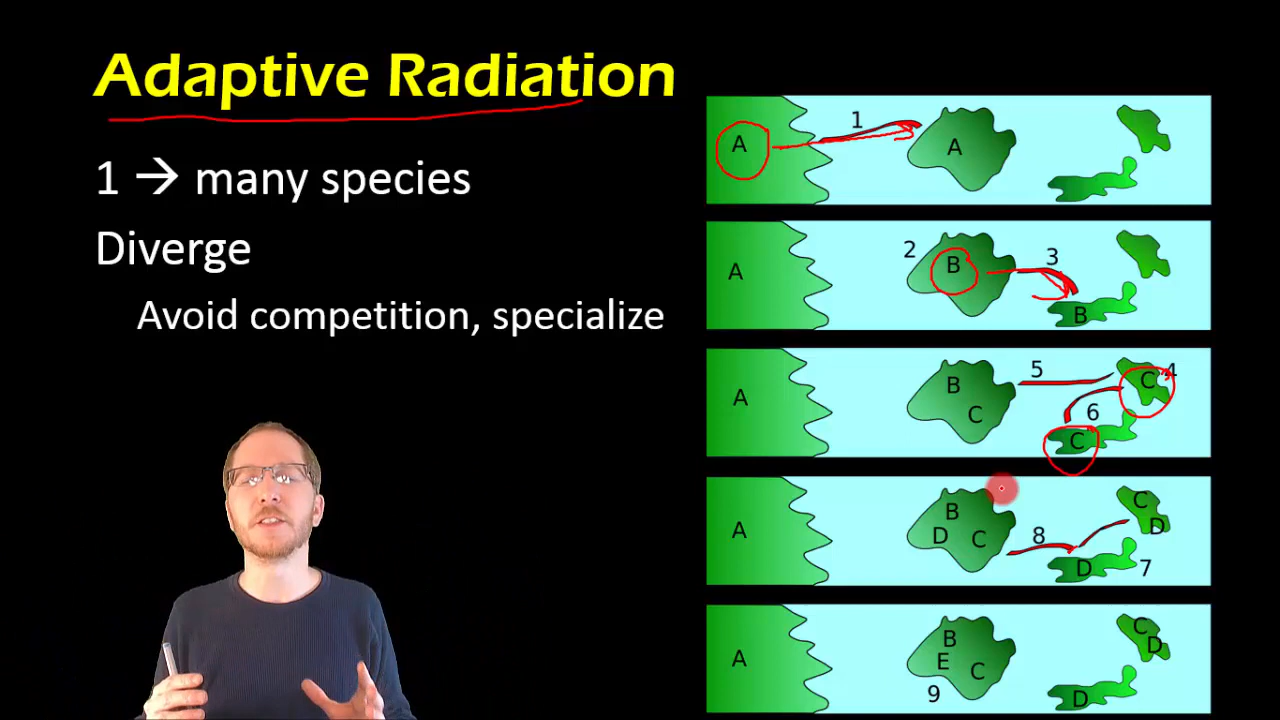 Adaptive Radiation
1 → many species
Diverge
Avoid competition, specialize
A 1 A
A 2 B 3 B
A B C 5 C 4 6 C
A B D C 8 D C D 7
A B E C 9 D C D